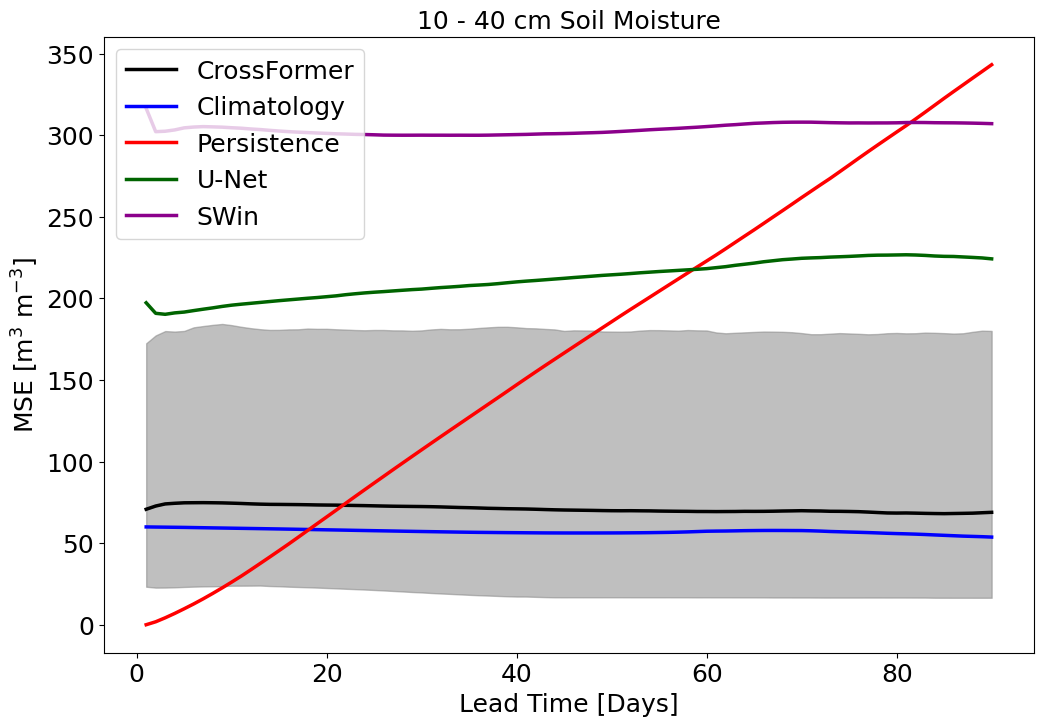 10 - 40 cm Soil Moisture
CrossFormer
Climatology
Persistence
U-Net
SWin
350
300
250
200
150
100
50
0
MSE [m³ m⁻³]
0 20 40 60 80
Lead Time [Days]